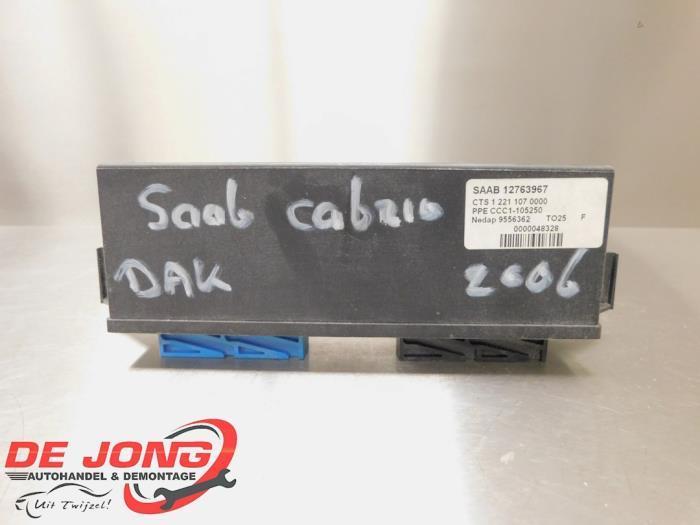 SAAB 12763967
CTS 1 221 107 0000
PPE CCC1-105250
Nedap 9556362 TO25 F
0000048328
Saab cabrio
DAK 2006
DE JONG
AUTOHANDEL & DEMONTAGE
Uit Twijzel!